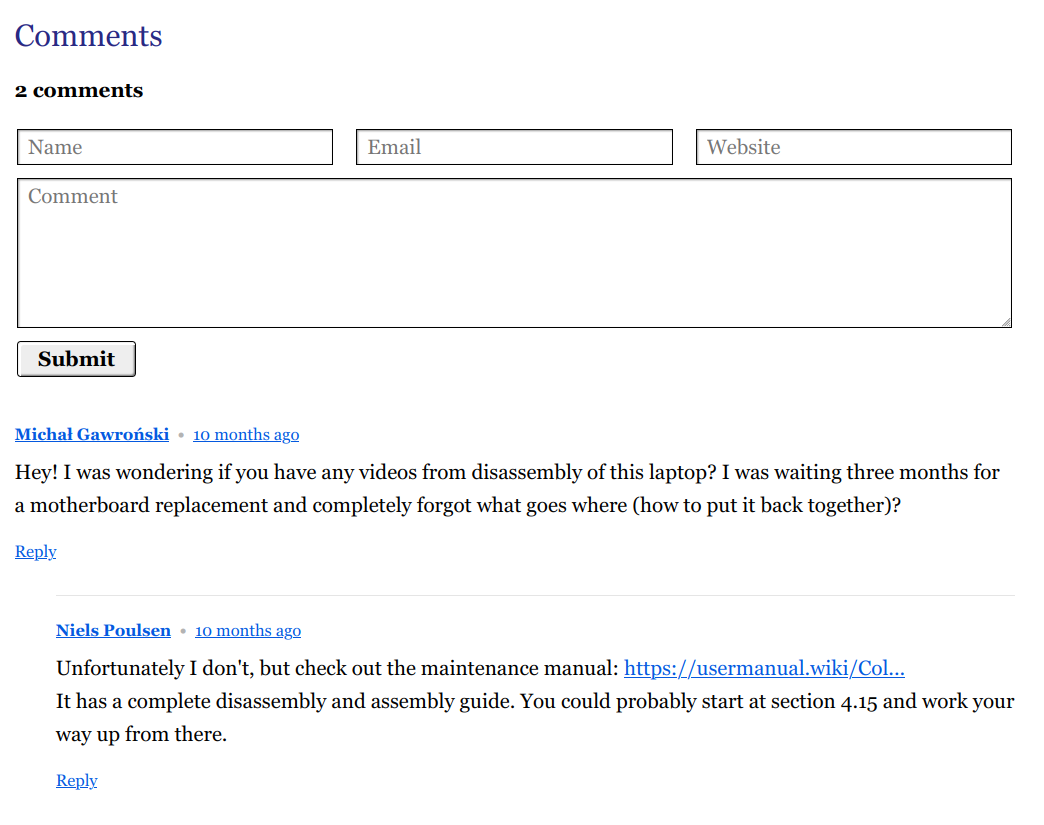 Comments
2 comments
Name Email Website
Comment
Submit
Michał Gawroński • 10 months ago
Hey! I was wondering if you have any videos from disassembly of this laptop? I was waiting three months for
a motherboard replacement and completely forgot what goes where (how to put it back together)?
Reply
Niels Poulsen • 10 months ago
Unfortunately I don't, but check out the maintenance manual: https://usermanual.wiki/Col...
It has a complete disassembly and assembly guide. You could probably start at section 4.15 and work your
way up from there.
Reply